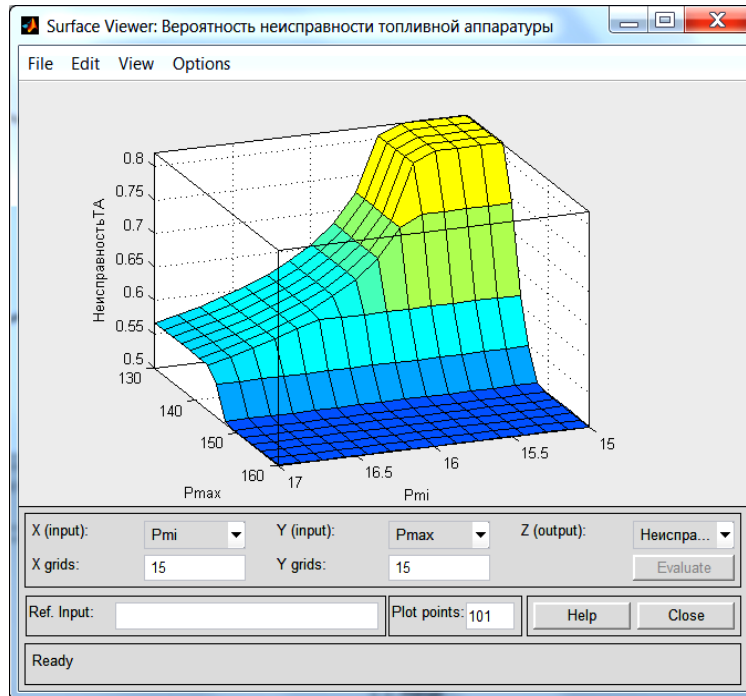 Surface Viewer: Вероятность неисправности топливной аппаратуры
File Edit View Options
0.8
0.75
0.7
0.65
0.6
0.55
0.5
НеисправностьТА
130
140
150
160
Pmax
17
16.5
16
15.5
15
Pmi
X (input): Pmi Y (input): Pmax Z (output): Неиспра...
X grids: 15 Y grids: 15 Evaluate
Ref. Input: Plot points: 101 Help Close
Ready